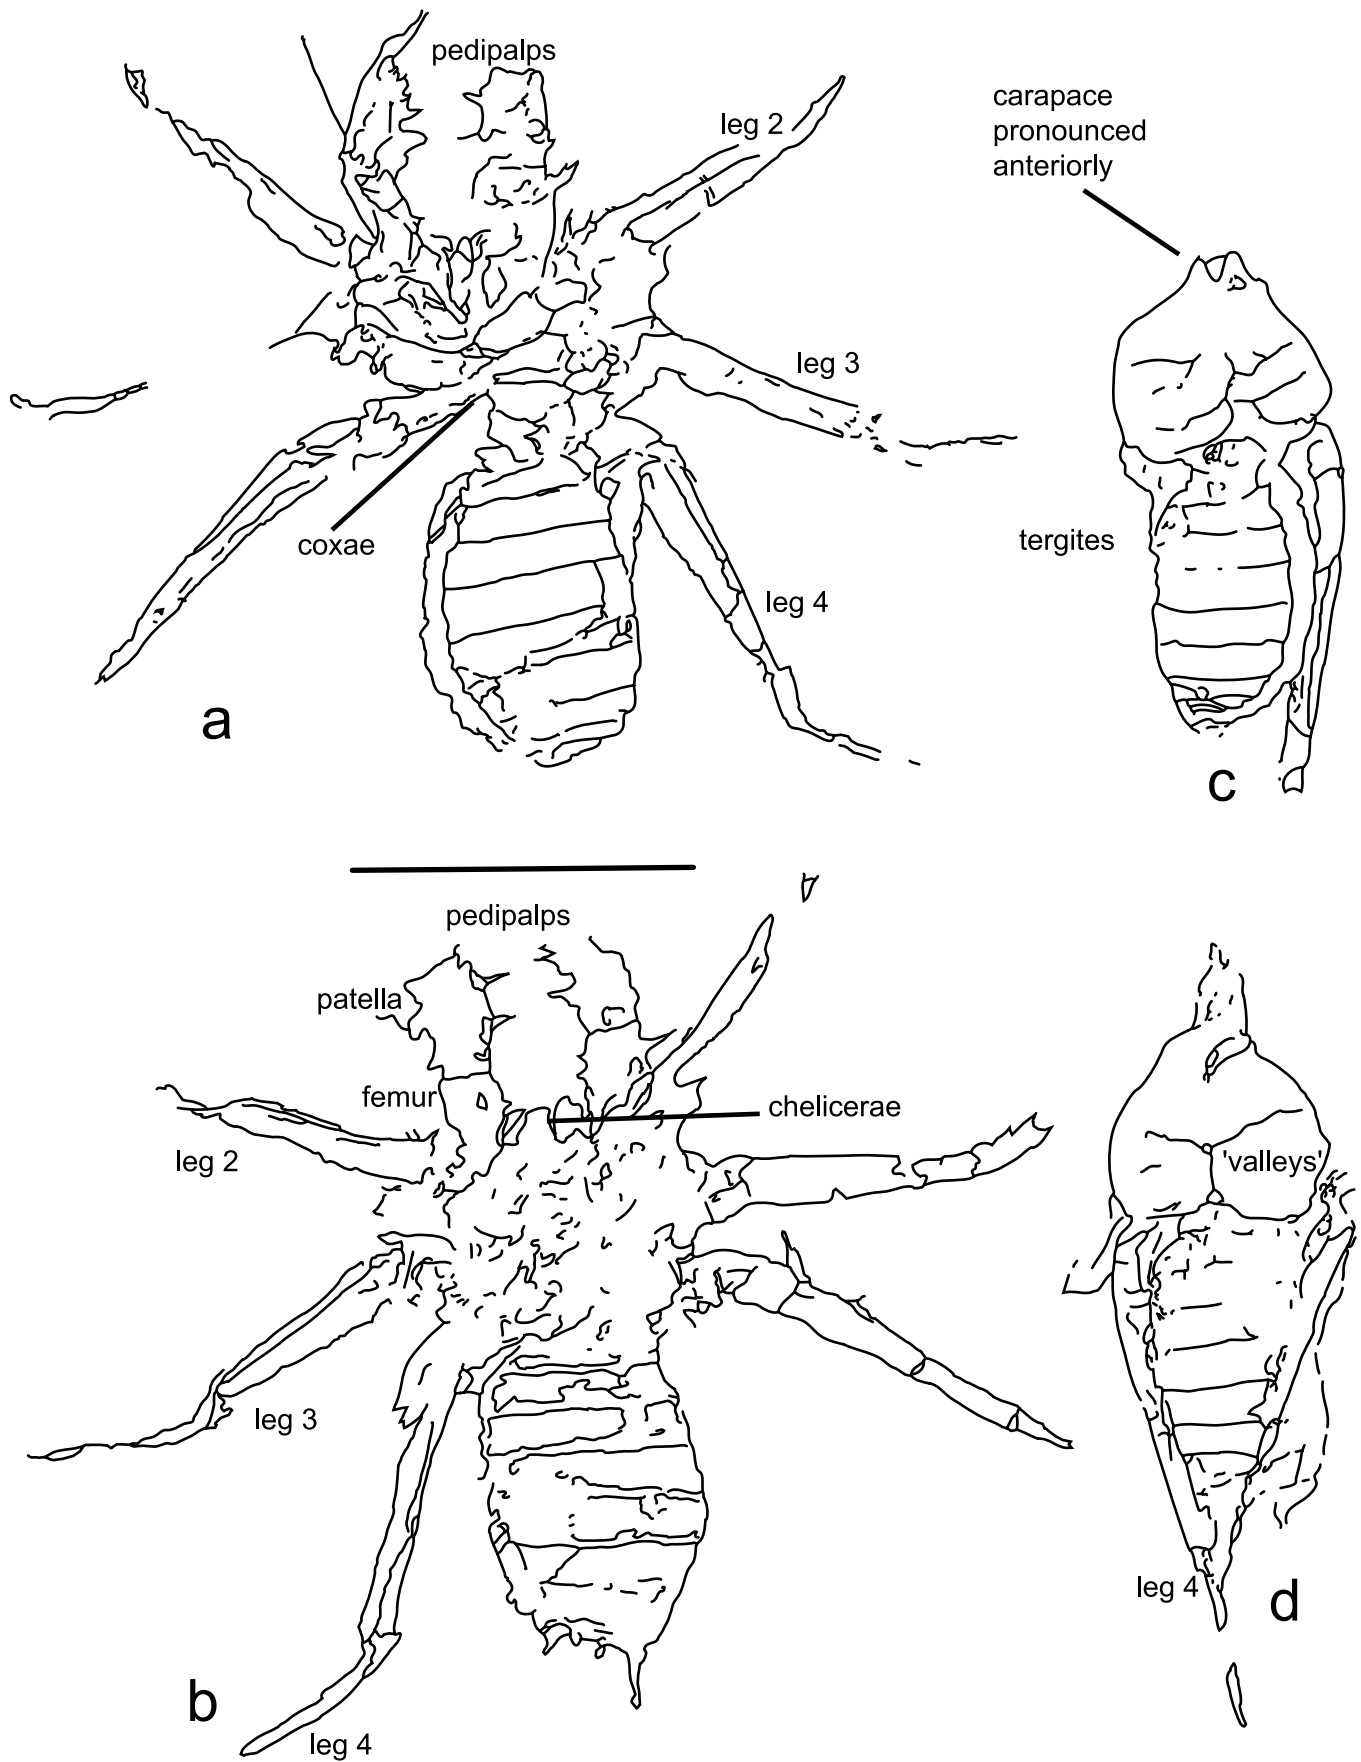 pedipalps
leg 2
leg 3
coxae
leg 4
a
carapace
pronounced
anteriorly
tergites
c
pedipalps
patella
femur
chelicerae
leg 2
leg 3
leg 4
b
'valleys'
leg 4
d